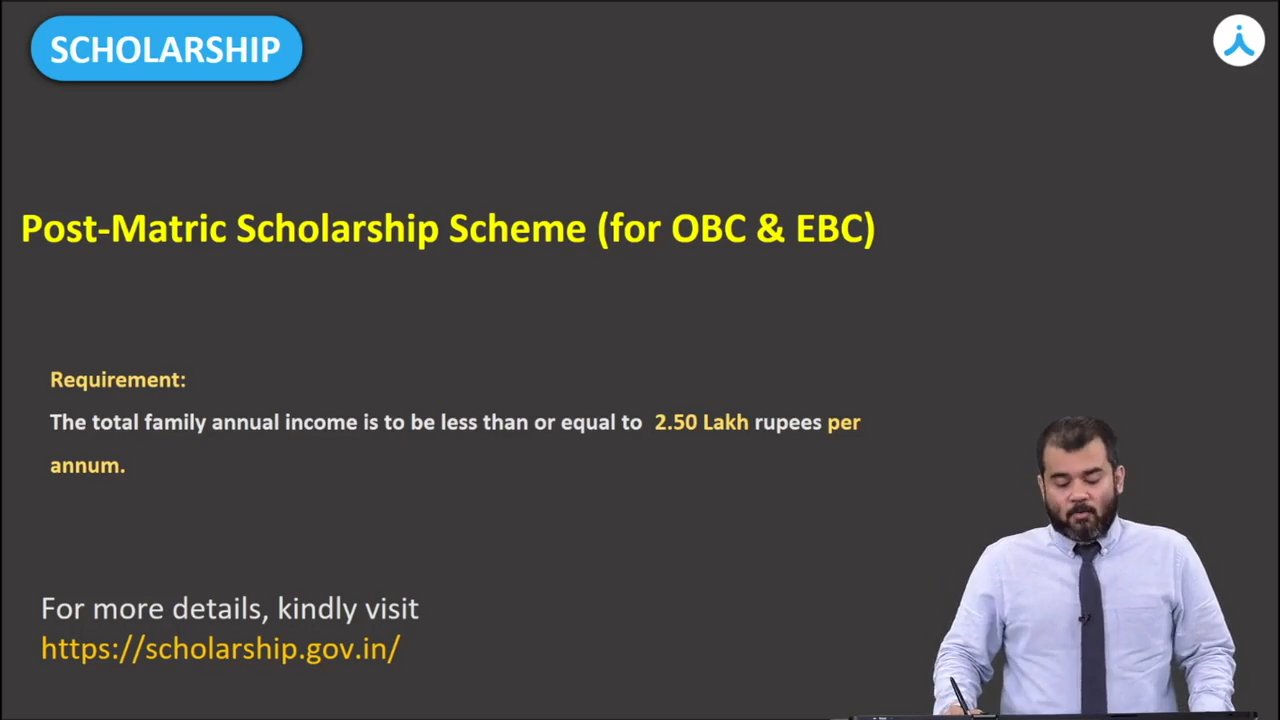 SCHOLARSHIP
Post-Matric Scholarship Scheme (for OBC & EBC)
Requirement:
The total family annual income is to be less than or equal to 2.50 Lakh rupees per
annum.
For more details, kindly visit
https://scholarship.gov.in/